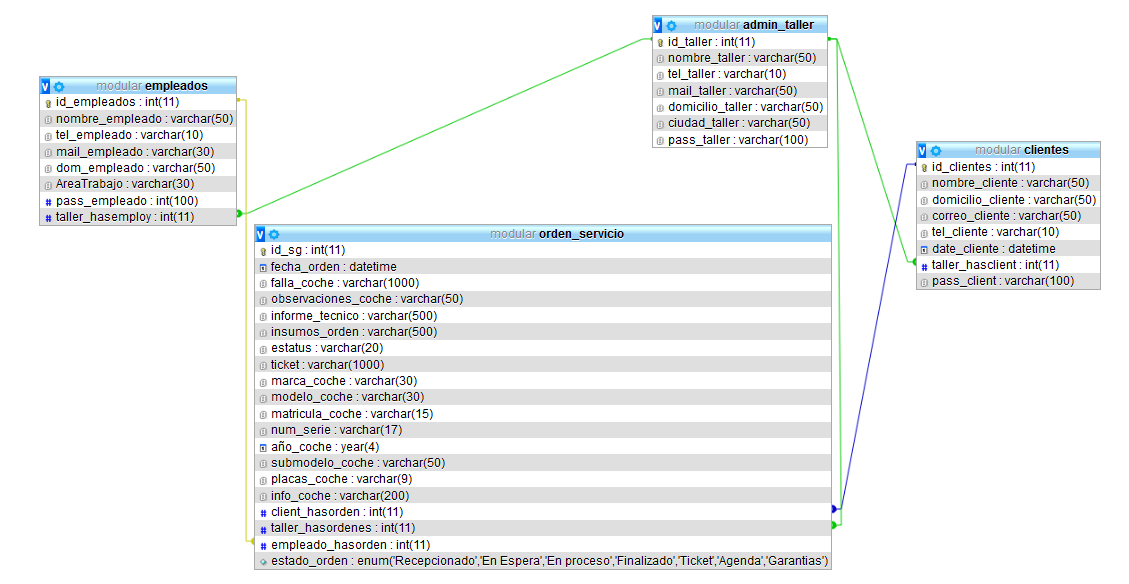 modular empleados
id_empleados : int(11)
nombre_empleado : varchar(50)
tel_empleado : varchar(10)
mail_empleado : varchar(30)
dom_empleado : varchar(50)
AreaTrabajo : varchar(30)
pass_empleado : int(100)
taller_hasemploy : int(11)
modular admin_taller
id_taller : int(11)
nombre_taller : varchar(50)
tel_taller : varchar(10)
mail_taller : varchar(50)
domicilio_taller : varchar(50)
ciudad_taller : varchar(50)
pass_taller : varchar(100)
modular clientes
id_clientes : int(11)
nombre_cliente : varchar(50)
domicilio_cliente : varchar(50)
correo_cliente : varchar(50)
tel_cliente : varchar(10)
date_cliente : datetime
taller_hasclient : int(11)
pass_client : varchar(100)
modular orden_servicio
id_sg : int(11)
fecha_orden : datetime
falla_coche : varchar(1000)
observaciones_coche : varchar(50)
informe_tecnico : varchar(500)
insumos_orden : varchar(500)
estatus : varchar(20)
ticket : varchar(1000)
marca_coche : varchar(30)
modelo_coche : varchar(30)
matricula_coche : varchar(15)
num_serie : varchar(17)
año_coche : year(4)
submodelo_coche : varchar(50)
placas_coche : varchar(9)
info_coche : varchar(200)
client_hasorden : int(11)
taller_hasordenes : int(11)
empleado_hasorden : int(11)
estado_orden : enum('Recepcionado','En Espera','En proceso','Finalizado','Ticket','Agenda','Garantias')